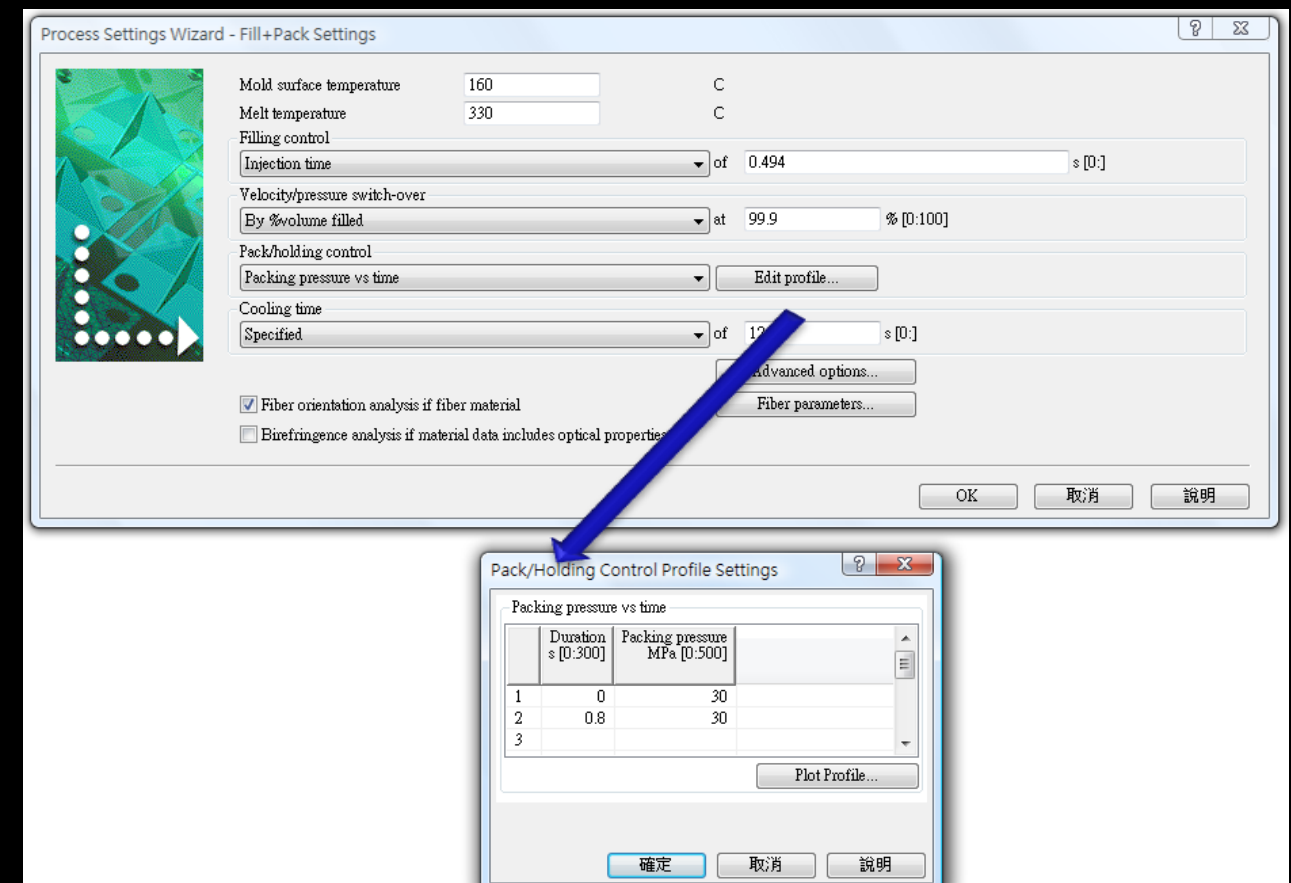 Process Settings Wizard - Fill+Pack Settings
Mold surface temperature 160 C
Melt temperature 330 C
Filling control
Injection time of 0.494 s [0:]
Velocity/pressure switch-over
By %volume filled at 99.9 % [0:100]
Pack/holding control
Packing pressure vs time Edit profile...
Cooling time
Specified of s [0:]
Advanced options...
Fiber orientation analysis if fiber material Fiber parameters...
Birefringence analysis if material data includes optical properties
OK 取消 說明
Pack/Holding Control Profile Settings
Packing pressure vs time
Duration Packing pressure
s [0:300] MPa [0:500]
1 0 30
2 0.8 30
3
Plot Profile...
確定 取消 說明